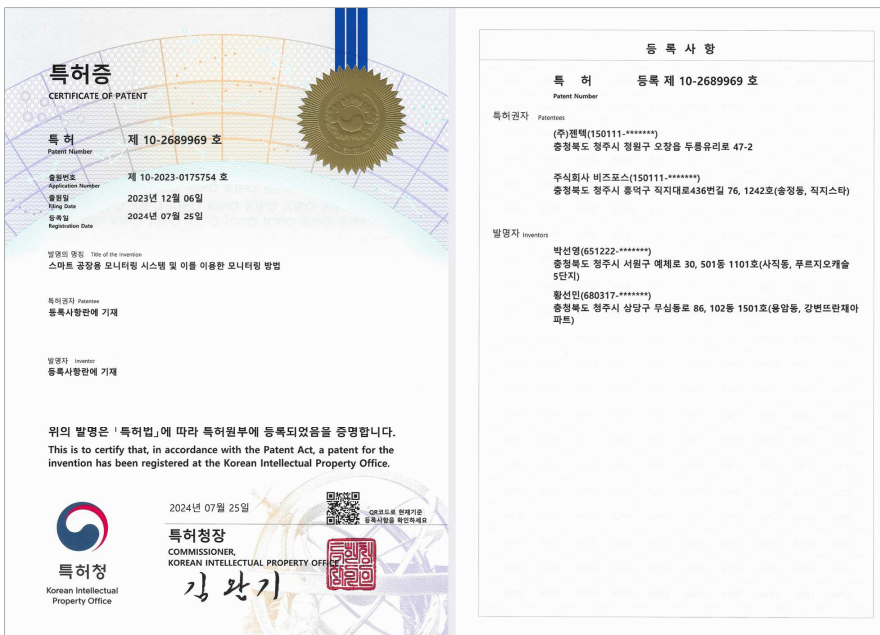 특허증
CERTIFICATE OF PATENT
특 허 제 10-2689969 호
Patent Number
출원번호 제 10-2023-0175754 호
Application Number
출원일 2023년 12월 06일
Filing Date
등록일 2024년 07월 25일
Registration Date
발명의 명칭 Title of the Invention
스마트 공장용 모니터링 시스템 및 이를 이용한 모니터링 방법
특허권자 Patentee
등록사항란에 기재
발명자 Inventor
등록사항란에 기재
위의 발명은 「특허법」에 따라 특허원부에 등록되었음을 증명합니다.
This is to certify that, in accordance with the Patent Act, a patent for the
invention has been registered at the Korean Intellectual Property Office.
2024년 07월 25일
QR코드로 현재기준
등록사항을 확인하세요
특허청장
COMMISSIONER,
KOREAN INTELLECTUAL PROPERTY OFFICE
김완기
특허청
Korean Intellectual
Property Office
등 록 사 항
특 허 등록 제 10-2689969 호
Patent Number
특허권자 Patentees
(주)젠텍(150111-*******)
충청북도 청주시 청원구 오창읍 두릉유리로 47-2
주식회사 비즈포스(150111-*******)
충청북도 청주시 흥덕구 직지대로436번길 76, 1242호(송정동, 직지스타)
발명자 Inventors
박선영(651222-*******)
충청북도 청주시 서원구 예체로 30, 501동 1101호(사직동, 푸르지오캐슬
5단지)
황선민(680317-*******)
충청북도 청주시 상당구 무심동로 86, 102동 1501호(용암동, 강변뜨란채아
파트)